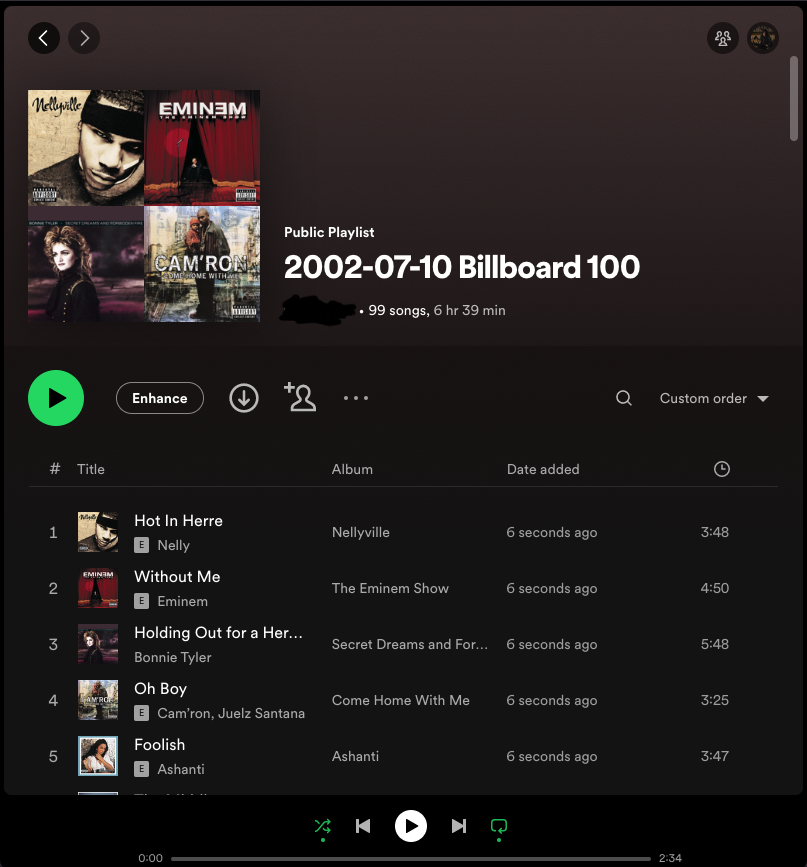 Nellyville
EMINEM
THE EMINEM SHOW
BONNIE TYLER • SECRET DREAMS AND FORBIDDEN FIRE
CAM'RON
COME HOME WITH ME
Public Playlist
2002-07-10 Billboard 100
• 99 songs, 6 hr 39 min
Enhance
Custom order
# Title Album Date added
1 Hot In Herre Nellyville 6 seconds ago 3:48
E Nelly
2 Without Me The Eminem Show 6 seconds ago 4:50
E Eminem
3 Holding Out for a Her... Secret Dreams and For... 6 seconds ago 5:48
Bonnie Tyler
4 Oh Boy Come Home With Me 6 seconds ago 3:25
E Cam'ron, Juelz Santana
5 Foolish Ashanti 6 seconds ago 3:47
E Ashanti
0:00 2:34